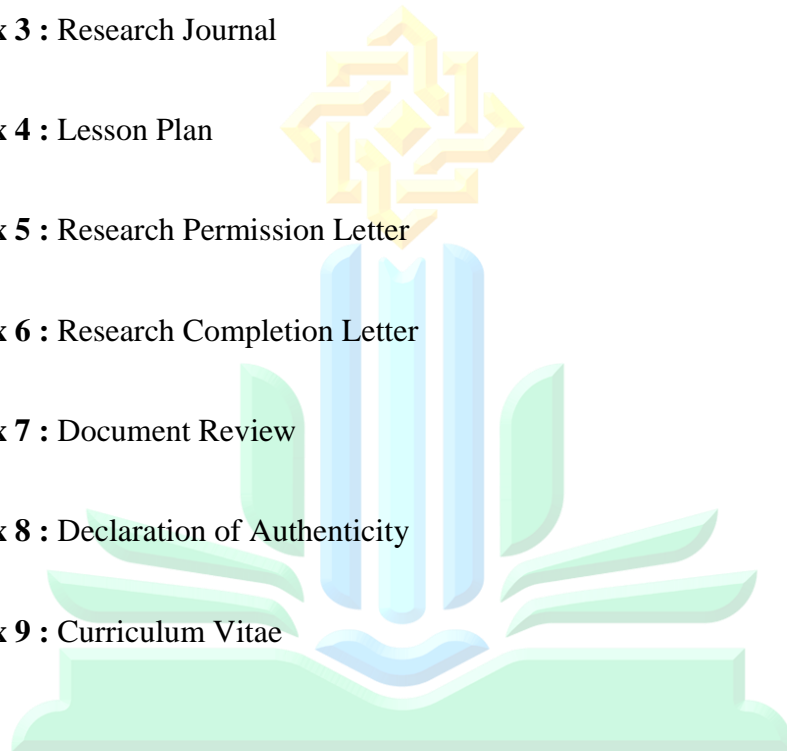 x 3 : Research Journal
x 4 : Lesson Plan
x 5 : Research Permission Letter
x 6 : Research Completion Letter
x 7 : Document Review
x 8 : Declaration of Authenticity
x 9 : Curriculum Vitae